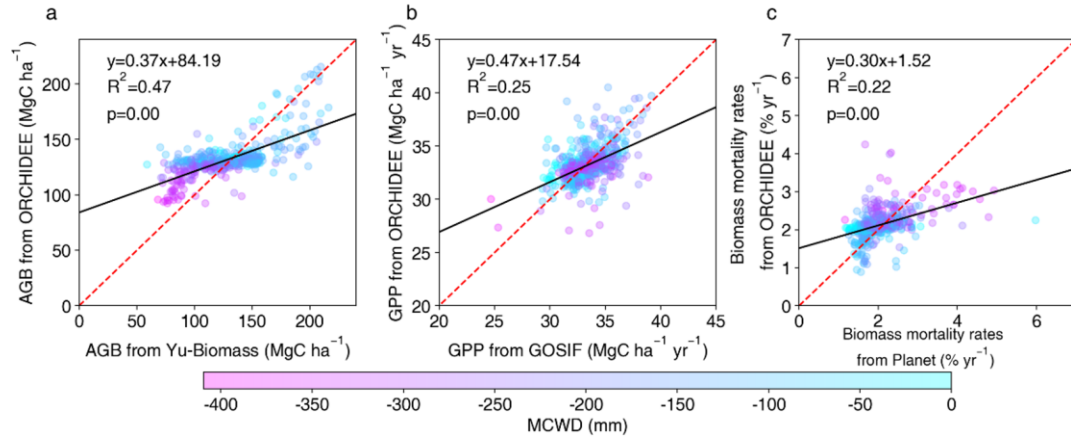 a
y=0.37x+84.19
R²=0.47
p=0.00
AGB from ORCHIDEE (MgC ha⁻¹)
200
150
100
50
0
0 50 100 150 200
AGB from Yu-Biomass (MgC ha⁻¹)
b
y=0.47x+17.54
R²=0.25
p=0.00
GPP from ORCHIDEE (MgC ha⁻¹ yr⁻¹)
45
40
35
30
25
20
20 25 30 35 40 45
GPP from GOSIF (MgC ha⁻¹ yr⁻¹)
c
y=0.30x+1.52
R²=0.22
p=0.00
Biomass mortality rates
from ORCHIDEE (% yr⁻¹)
7
6
5
4
3
2
1
0
0 2 4 6
Biomass mortality rates
from Planet (% yr⁻¹)
-400 -350 -300 -250 -200 -150 -100 -50 0
MCWD (mm)